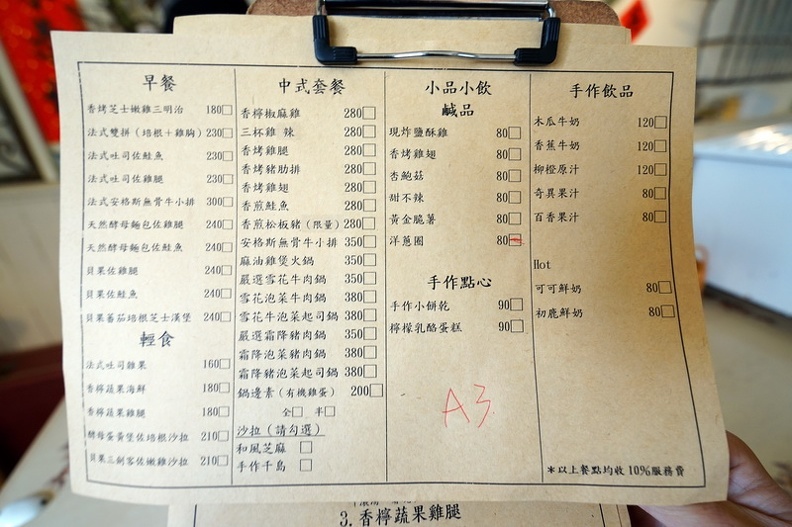 早餐
香烤芝士嫩雞三明治 180□
法式雙拼(培根+雞胸) 230□
法式吐司佐鮭魚 230□
法式吐司佐雞腿 230□
法式安格斯無骨牛小排 300□
天然酵母麵包佐雞腿 240□
天然酵母麵包佐鮭魚 240□
貝果佐雞腿 240□
貝果佐鮭魚 240□
貝果蕃茄培根芝士漢堡 240□
輕食
法式吐司雞果 160□
香檸蔬果海鮮 180□
香檸蔬果雞腿 180□
酵母蛋黃堡佐培根沙拉 210□
貝果三劍客佐嫩雞沙拉 210□
中式套餐
香檸椒麻雞 280□
三杯雞 辣 280□
香烤雞腿 280□
香烤豬肋排 280□
香烤雞翅 280□
香煎鮭魚 280□
香煎松板豬(限量) 280□
安格斯無骨牛小排 350□
麻油雞煲火鍋 350□
嚴選雪花牛肉鍋 350□
雪花泡菜牛肉鍋 380□
雪花牛泡菜起司鍋 380□
嚴選霜降豬肉鍋 350□
霜降泡菜豬肉鍋 380□
霜降豬泡菜起司鍋 380□
鍋邊素(有機雞蛋) 200□
全□ 半□
沙拉(請勾選)
和風芝麻 □
手作千島 □
小品小飲
鹹品
現炸鹽酥雞 80□
香烤雞翅 80□
杏鮑菇 80□
甜不辣 80□
黃金脆薯 80□
洋蔥圈 80□
手作點心
手作小餅乾 90□
檸檬乳酪蛋糕 90□
A3
手作飲品
木瓜牛奶 120□
香蕉牛奶 120□
柳橙原汁 120□
奇異果汁 80□
百香果汁 80□
Hot
可可鮮奶 80□
初鹿鮮奶 80□
*以上餐點均收10%服務費
3.香檸蔬果雞腿